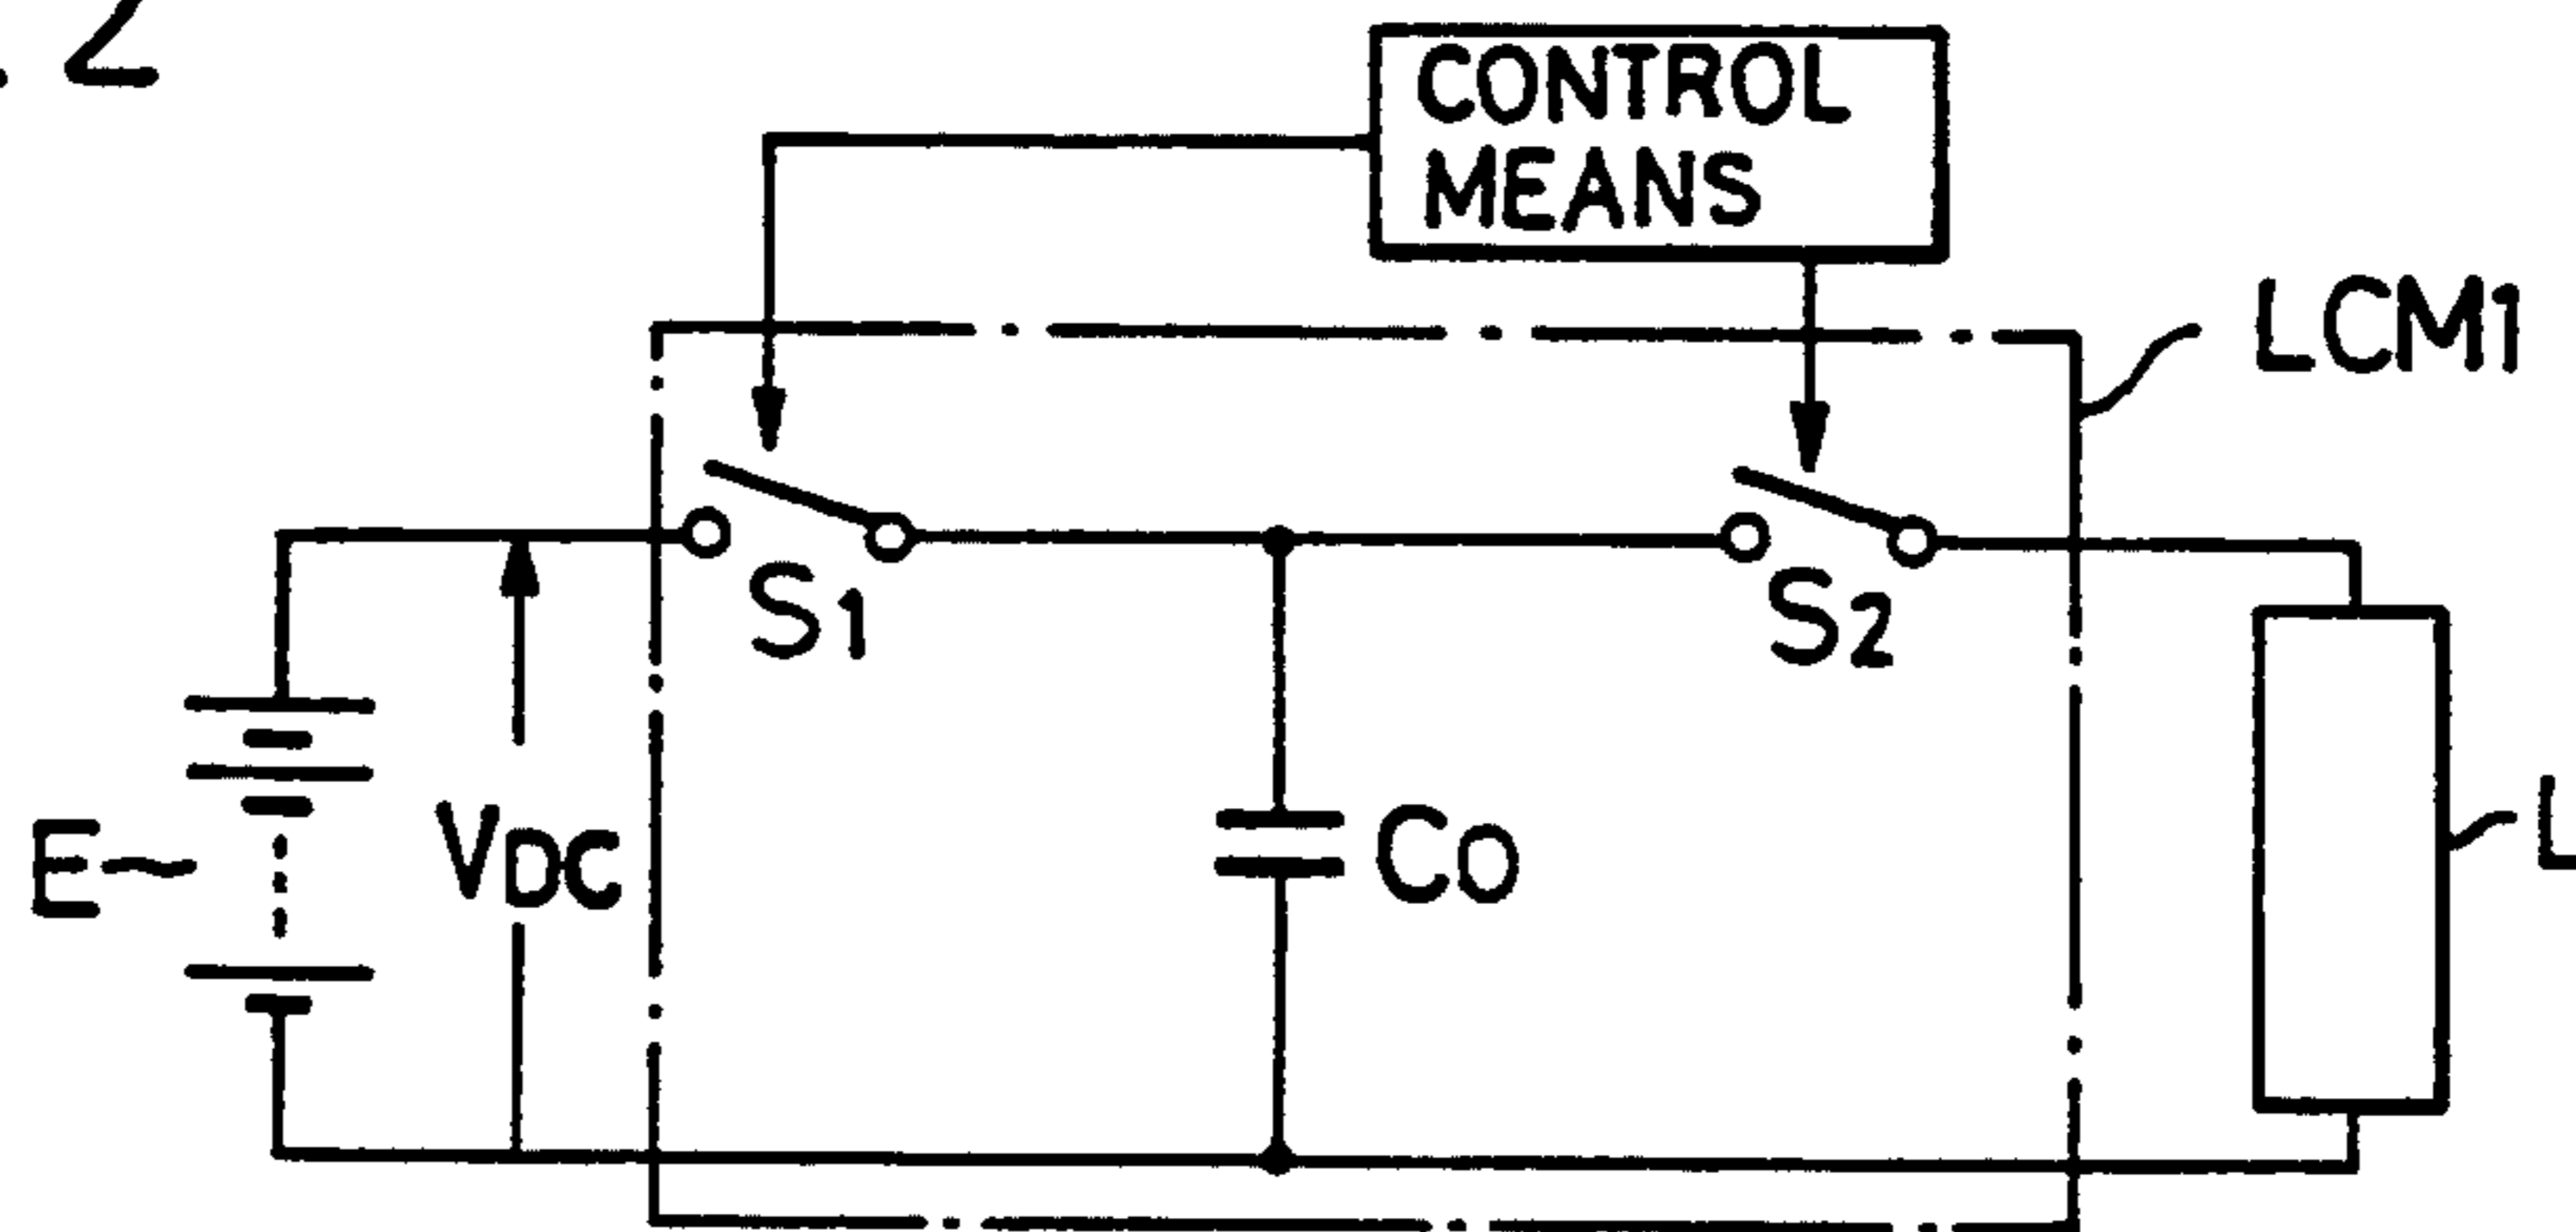 . 2
CONTROL
MEANS
LCM1
S1
S2
E
VDC
CO
L